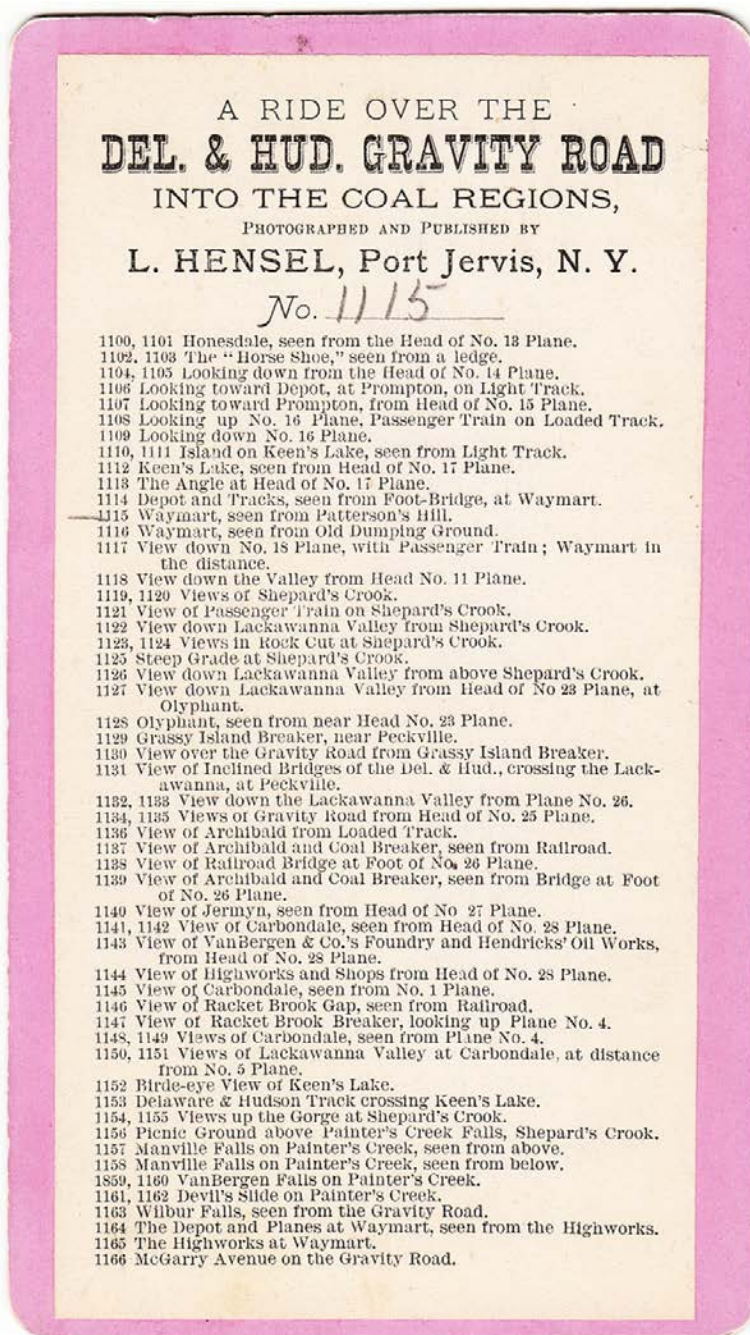 A RIDE OVER THE
DEL. & HUD. GRAVITY ROAD
INTO THE COAL REGIONS,
PHOTOGRAPHED AND PUBLISHED BY
L. HENSEL, Port Jervis, N. Y.
No. 1115
1100, 1101 Honesdale, seen from the Head of No. 13 Plane.
1102, 1103 The “Horse Shoe,” seen from a ledge.
1104, 1105 Looking down from the Head of No. 14 Plane.
1106 Looking toward Depot, at Prompton, on Light Track.
1107 Looking toward Prompton, from Head of No. 15 Plane.
1108 Looking up No. 16 Plane, Passenger Train on Loaded Track.
1109 Looking down No. 16 Plane.
1110, 1111 Island on Keen's Lake, seen from Light Track.
1112 Keen's Lake, seen from Head of No. 17 Plane.
1113 The Angle at Head of No. 17 Plane.
1114 Depot and Tracks, seen from Foot-Bridge, at Waymart.
1115 Waymart, seen from Patterson's Hill.
1116 Waymart, seen from Old Dumping Ground.
1117 View down No. 18 Plane, with Passenger Train; Waymart in
the distance.
1118 View down the Valley from Head No. 11 Plane.
1119, 1120 Views of Shepard's Crook.
1121 View of Passenger Train on Shepard's Crook.
1122 View down Lackawanna Valley from Shepard's Crook.
1123, 1124 Views in Rock Cut at Shepard's Crook.
1125 Steep Grade at Shepard's Crook.
1126 View down Lackawanna Valley from above Shepard's Crook.
1127 View down Lackawanna Valley from Head of No 23 Plane, at
Olyphant.
1128 Olyphant, seen from near Head No. 23 Plane.
1129 Grassy Island Breaker, near Peckville.
1130 View over the Gravity Road from Grassy Island Breaker.
1131 View of Inclined Bridges of the Del. & Hud., crossing the Lack-
awanna, at Peckville.
1132, 1133 View down the Lackawanna Valley from Plane No. 26.
1134, 1135 Views of Gravity Road from Head of No. 25 Plane.
1136 View of Archibald from Loaded Track.
1137 View of Archibald and Coal Breaker, seen from Railroad.
1138 View of Railroad Bridge at Foot of No. 26 Plane.
1139 View of Archibald and Coal Breaker, seen from Bridge at Foot
of No. 26 Plane.
1140 View of Jermyn, seen from Head of No 27 Plane.
1141, 1142 View of Carbondale, seen from Head of No. 28 Plane.
1143 View of VanBergen & Co.'s Foundry and Hendricks' Oil Works,
from Head of No. 28 Plane.
1144 View of Highworks and Shops from Head of No. 28 Plane.
1145 View of Carbondale, seen from No. 1 Plane.
1146 View of Racket Brook Gap, seen from Railroad.
1147 View of Racket Brook Breaker, looking up Plane No. 4.
1148, 1149 Views of Carbondale, seen from Plane No. 4.
1150, 1151 Views of Lackawanna Valley at Carbondale, at distance
from No. 5 Plane.
1152 Birde-eye View of Keen's Lake.
1153 Delaware & Hudson Track crossing Keen's Lake.
1154, 1155 Views up the Gorge at Shepard's Crook.
1156 Picnic Ground above Painter's Creek Falls, Shepard's Crook.
1157 Manville Falls on Painter's Creek, seen from above.
1158 Manville Falls on Painter's Creek, seen from below.
1859, 1160 VanBergen Falls on Painter's Creek.
1161, 1162 Devil's Slide on Painter's Creek.
1163 Wilbur Falls, seen from the Gravity Road.
1164 The Depot and Planes at Waymart, seen from the Highworks.
1165 The Highworks at Waymart.
1166 McGarry Avenue on the Gravity Road.